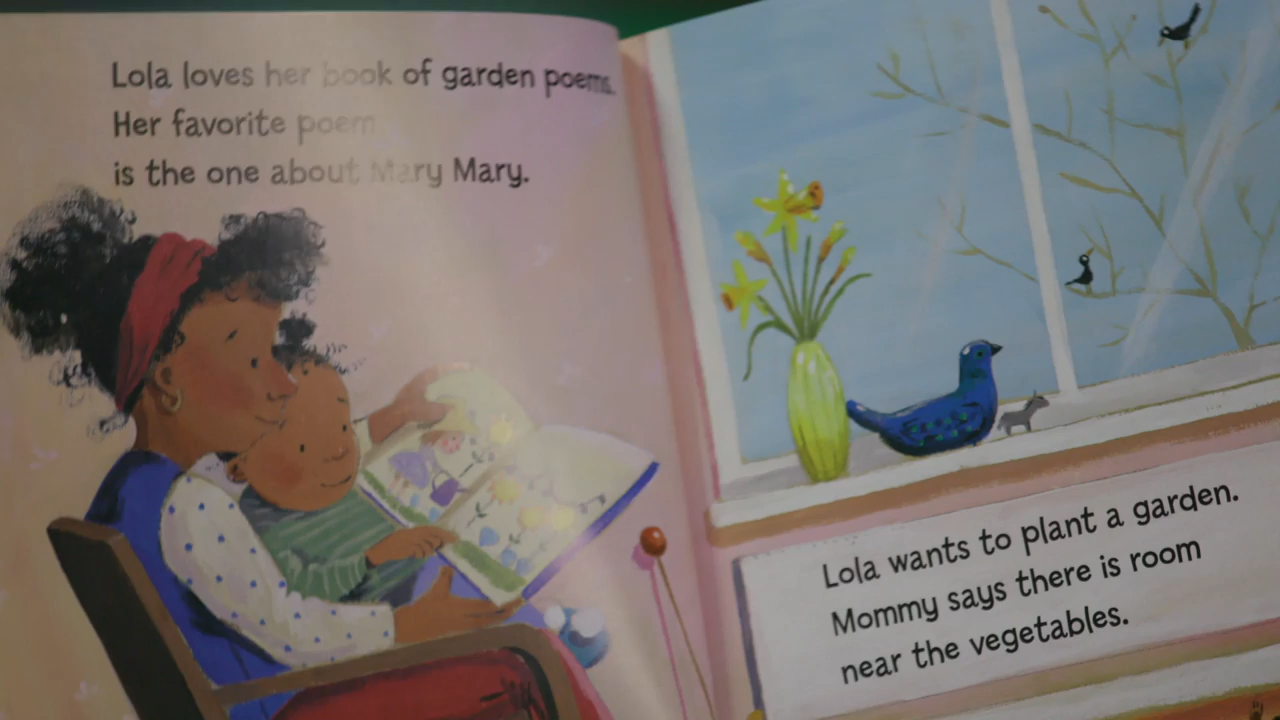 Lola loves her book of garden poems.
Her favorite poem
is the one about Mary Mary.
Lola wants to plant a garden.
Mommy says there is room
near the vegetables.